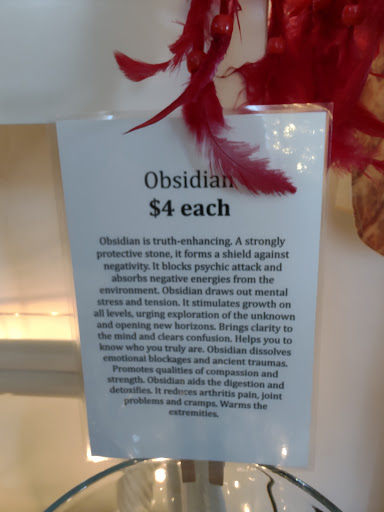 Obsidian
$4 each
Obsidian is truth-enhancing. A strongly
protective stone, it forms a shield against
negativity. It blocks psychic attack and
absorbs negative energies from the
environment. Obsidian draws out mental
stress and tension. It stimulates growth on
all levels, urging exploration of the unknown
and opening new horizons. Brings clarity to
the mind and clears confusion. Helps you to
know who you truly are. Obsidian dissolves
emotional blockages and ancient traumas.
Promotes qualities of compassion and
strength. Obsidian aids the digestion and
detoxifies. It reduces arthritis pain, joint
problems and cramps. Warms the
extremities.